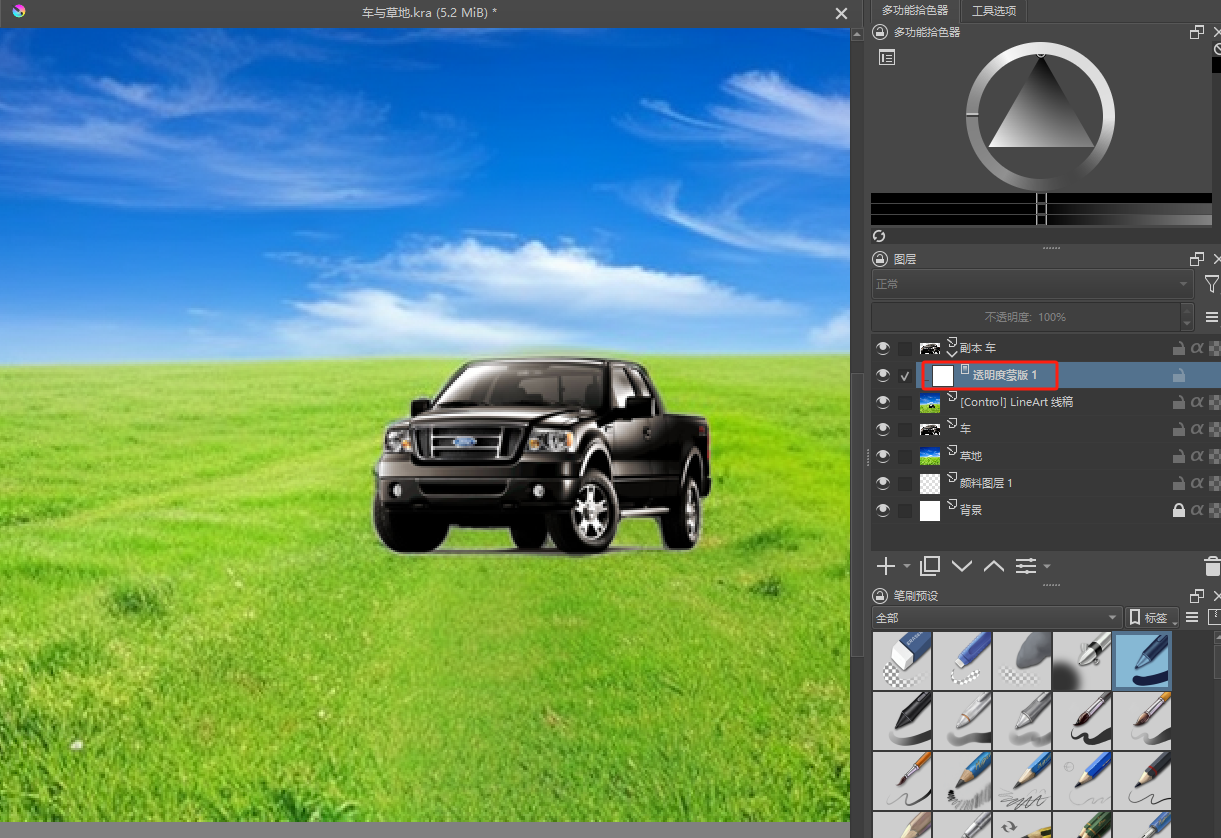 车与草地.kra (5.2 MiB) *
多功能拾色器
工具选项
多功能拾色器
图层
正常
不透明度: 100%
副本 车
透明度蒙版 1
[Control] LineArt 线稿
车
草地
颜料图层 1
背景
笔刷预设
全部
标签